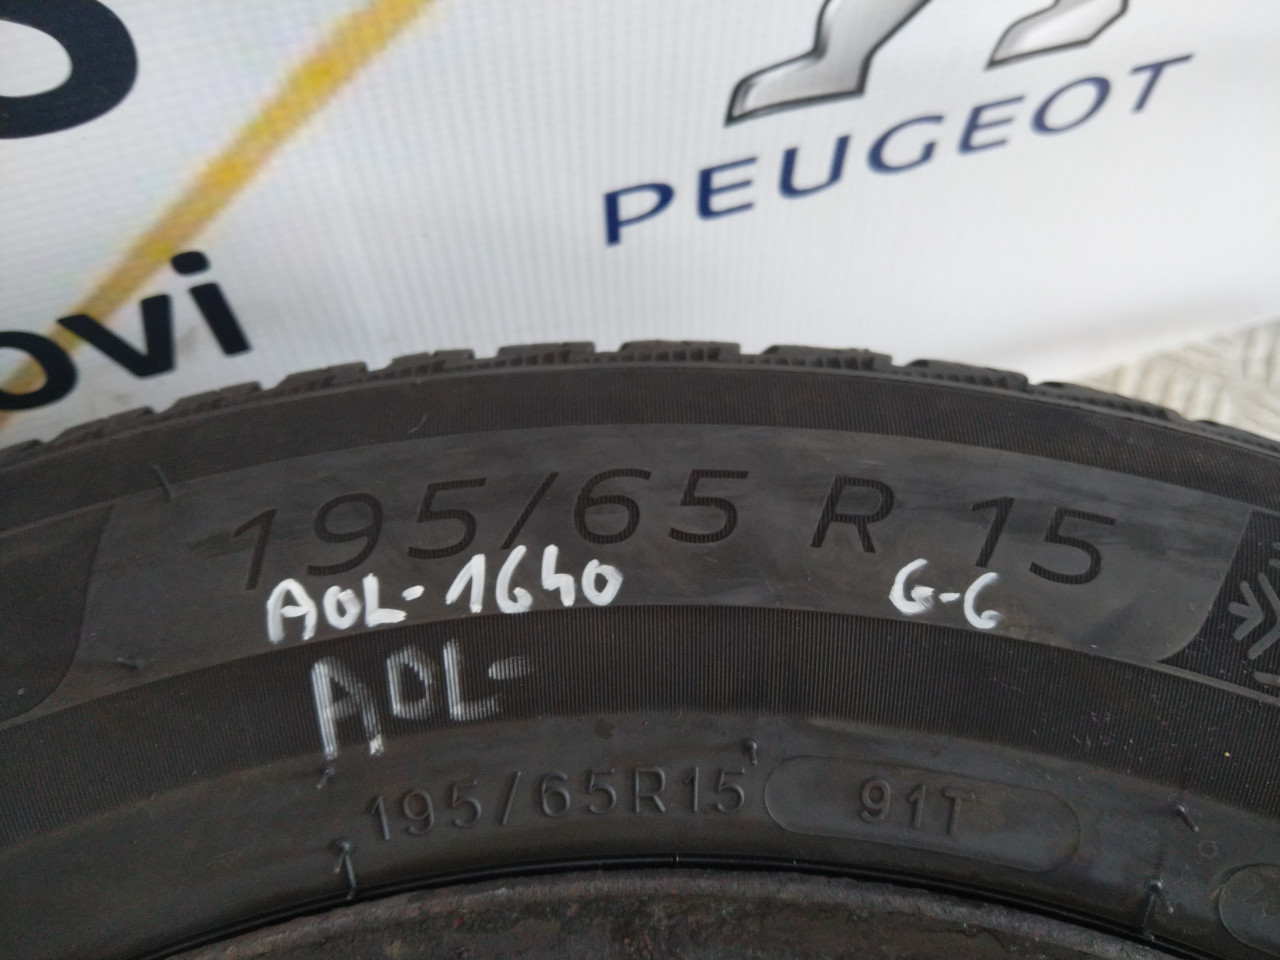 PEUGEOT
ovi
195/65 R 15
AOL-1640 G-G
AOL-
195/65R15 91T